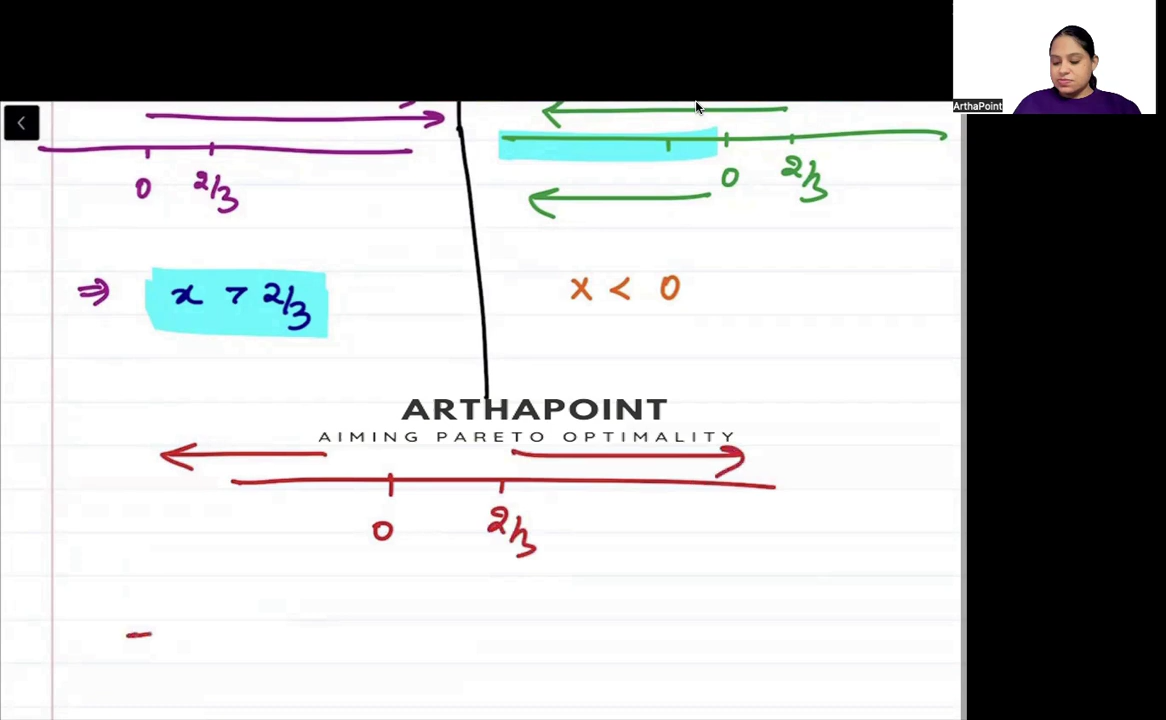 ArthaPoint
0 2/3
0 2/3
⇒ x > 2/3
x < 0
ARTHAPOINT
AIMING PARETO OPTIMALITY
0 2/3